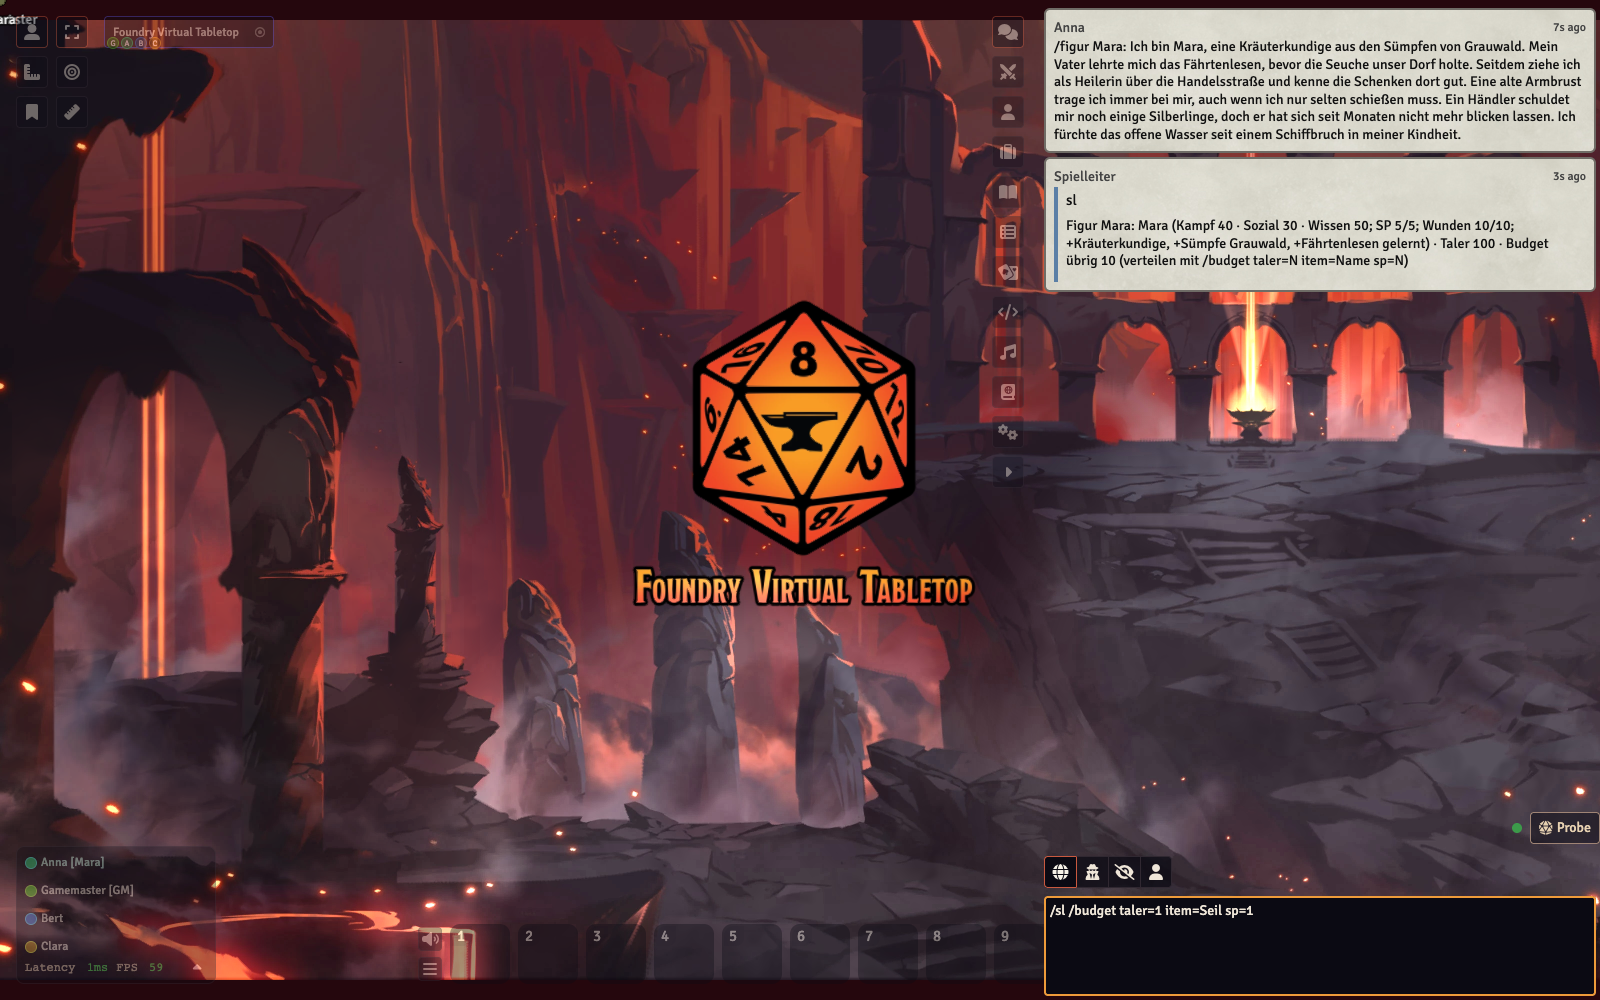 Foundry Virtual Tabletop
G A B C
Anna 7s ago
/figur Mara: Ich bin Mara, eine Kräuterkundige aus den Sümpfen von Grauwald. Mein
Vater lehrte mich das Fährtenlesen, bevor die Seuche unser Dorf holte. Seitdem ziehe ich
als Heilerin über die Handelsstraße und kenne die Schenken dort gut. Eine alte Armbrust
trage ich immer bei mir, auch wenn ich nur selten schießen muss. Ein Händler schuldet
mir noch einige Silberlinge, doch er hat sich seit Monaten nicht mehr blicken lassen. Ich
fürchte das offene Wasser seit einem Schiffbruch in meiner Kindheit.
Spielleiter 3s ago
sl
Figur Mara: Mara (Kampf 40 · Sozial 30 · Wissen 50; SP 5/5; Wunden 10/10;
+Kräuterkundige, +Sümpfe Grauwald, +Fährtenlesen gelernt) · Taler 100 · Budget
übrig 10 (verteilen mit /budget taler=N item=Name sp=N)
8
20
12
2
18
4
14
Foundry Virtual Tabletop
Probe
/sl /budget taler=1 item=Seil sp=1
Anna [Mara]
Gamemaster [GM]
Bert
Clara
Latency 1ms FPS 59
1 2 3 4 5 6 7 8 9